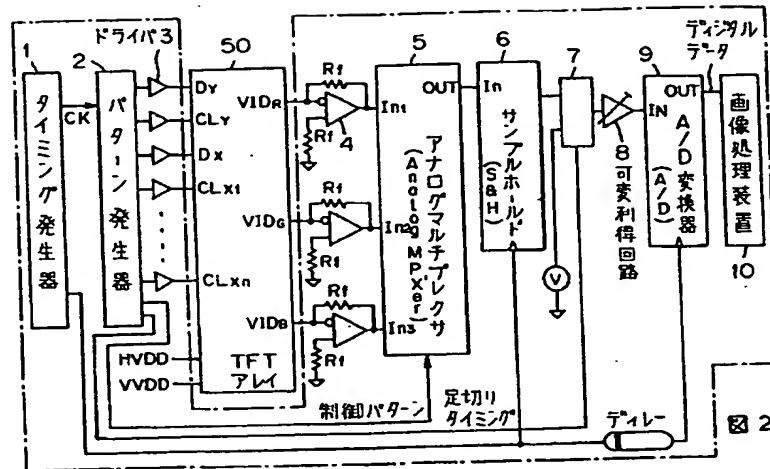 ドライバ3
ディジタル
データ
1
2
50
5
6
7
9
タイミング発生器
CK
パターン発生器
DY
CLY
DX
CLX1
CLXn
HVDD
VVDD
VIDR
VIDG
VIDB
TFT
アレイ
Rf
Rf
4
Rf
Rf
Rf
Rf
In1
In2
In3
OUT
アナログマルチプレクサ
(Analog MPX'er)
In
サンプルホールド
(S&H)
V
8
可変利得回路
IN
OUT
A/D変換器
(A/D)
画像処理装置
10
制御パターン
足切り
タイミング
ディレー
図2